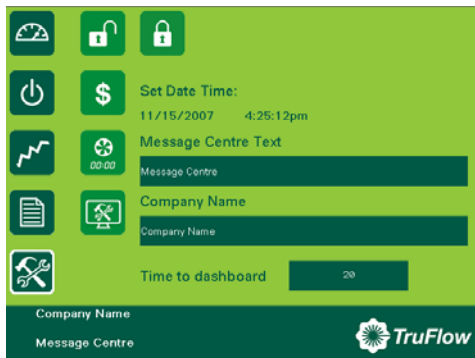 $
Set Date Time:
11/15/2007 4:25:12pm
Message Centre Text
00:00
Message Centre
Company Name
Company Name
Time to dashboard 20
Company Name
Message Centre
TruFlow